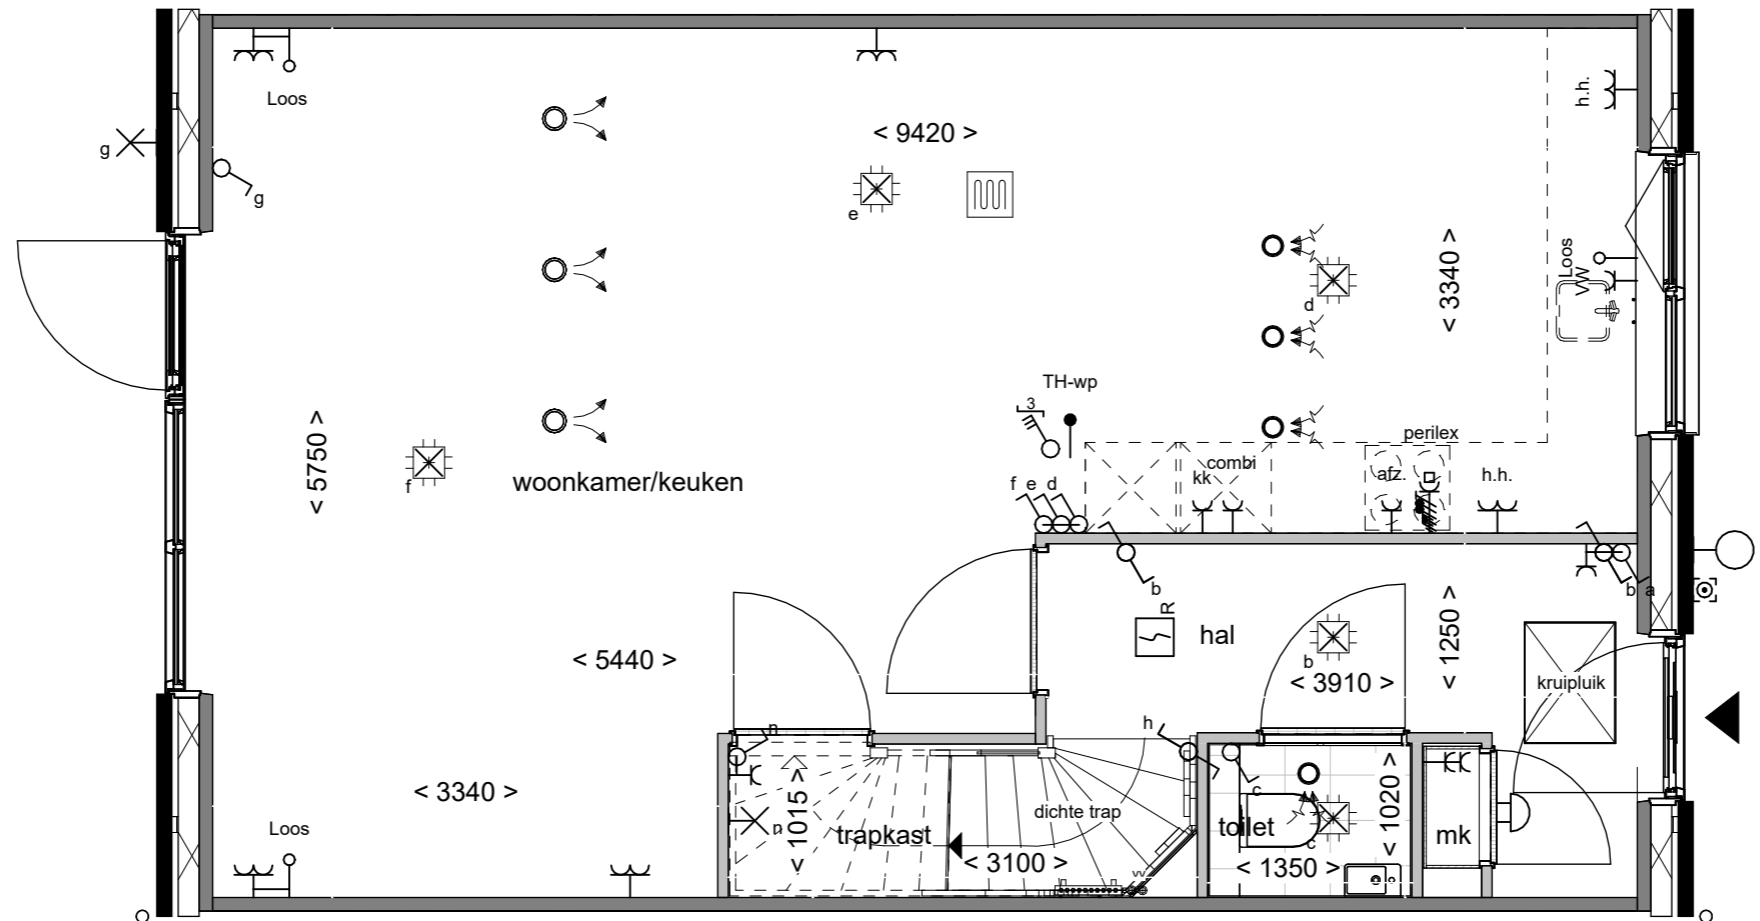 Loos
h.h.
< 9420 >
g
g
e
Loos
VW
< 3340 >
d
TH-wp
3
perilex
< 5750 >
combi
afz.
h.h.
kk
woonkamer/keuken
f
f e d
b
b a
R
hal
< 1250 >
b
< 5440 >
< 3910 >
kruipluik
n
h
< 3340 >
< 1015 >
c
< 1020 >
dichte trap
Loos
n
trapkast
toilet
mk
c
< 3100 >
< 1350 >